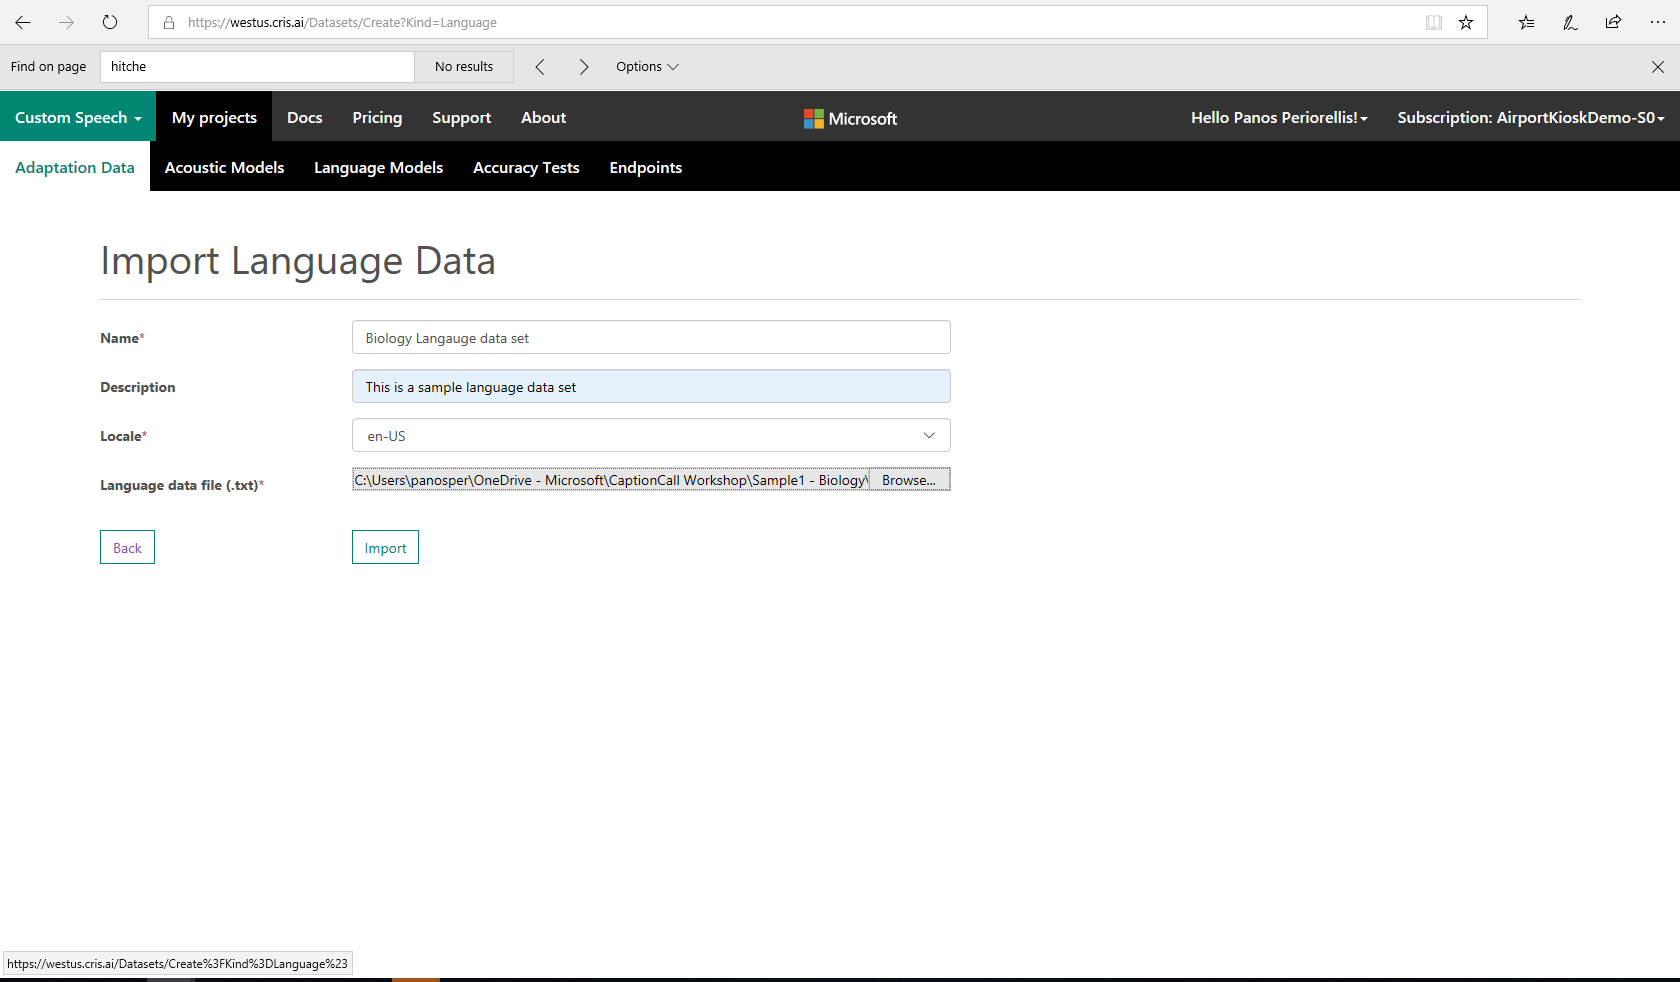 https://westus.cris.ai/Datasets/Create?Kind=Language
Find on page hitche No results Options
Custom Speech My projects Docs Pricing Support About Microsoft Hello Panos Periorellis! Subscription: AirportKioskDemo-S0
Adaptation Data Acoustic Models Language Models Accuracy Tests Endpoints
Import Language Data
Name* Biology Langauge data set
Description This is a sample language data set
Locale* en-US
Language data file (.txt)* C:\Users\panosper\OneDrive - Microsoft\CaptionCall Workshop\Sample1 - Biology\ Browse...
Back Import
https://westus.cris.ai/Datasets/Create%3FKind%3DLanguage%23